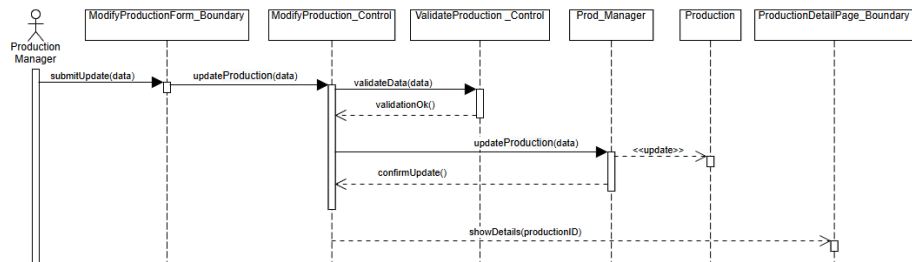 ModifyProductionForm_Boundary
ModifyProduction_Control
ValidateProduction _Control
Prod_Manager
Production
ProductionDetailPage_Boundary
Production
Manager
submitUpdate(data)
updateProduction(data)
validateData(data)
validationOk()
updateProduction(data)
<<update>>
confirmUpdate()
showDetails(productionID)